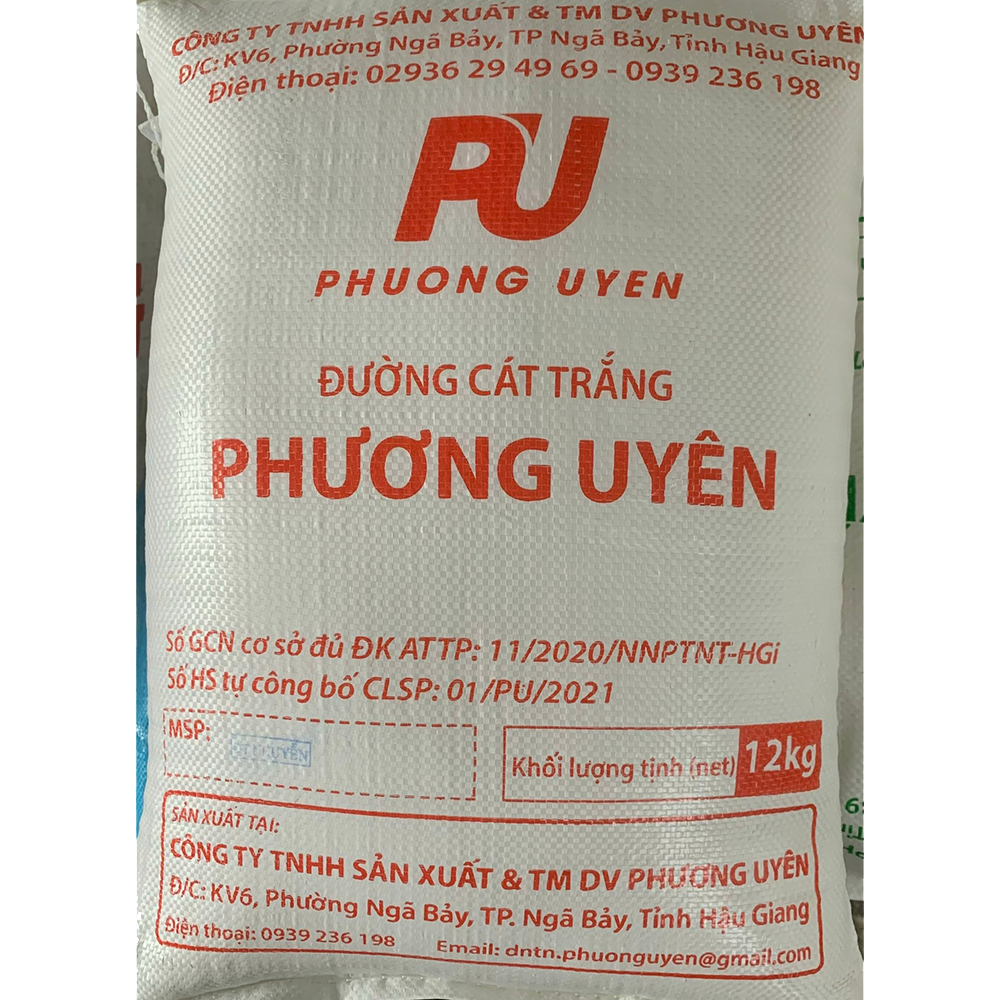 CÔNG TY TNHH SẢN XUẤT & TM DV PHƯƠNG UYÊN
Đ/C: KV6, Phường Ngã Bảy, TP Ngã Bảy, Tỉnh Hậu Giang
Điện thoại: 02936 29 49 69 - 0939 236 198
PU
PHUONG UYEN
ĐƯỜNG CÁT TRẮNG
PHƯƠNG UYÊN
Số GCN cơ sở đủ ĐK ATTP: 11/2020/NNPTNT-HGi
Số HS tự công bố CLSP: 01/PU/2021
MSP:
Khối lượng tịnh (net) 12kg
SẢN XUẤT TẠI:
CÔNG TY TNHH SẢN XUẤT & TM DV PHƯƠNG UYÊN
Đ/C: KV6, Phường Ngã Bảy, TP. Ngã Bảy, Tỉnh Hậu Giang
Điện thoại: 0939 236 198 Email: dntn.phuonguyen@gmail.com